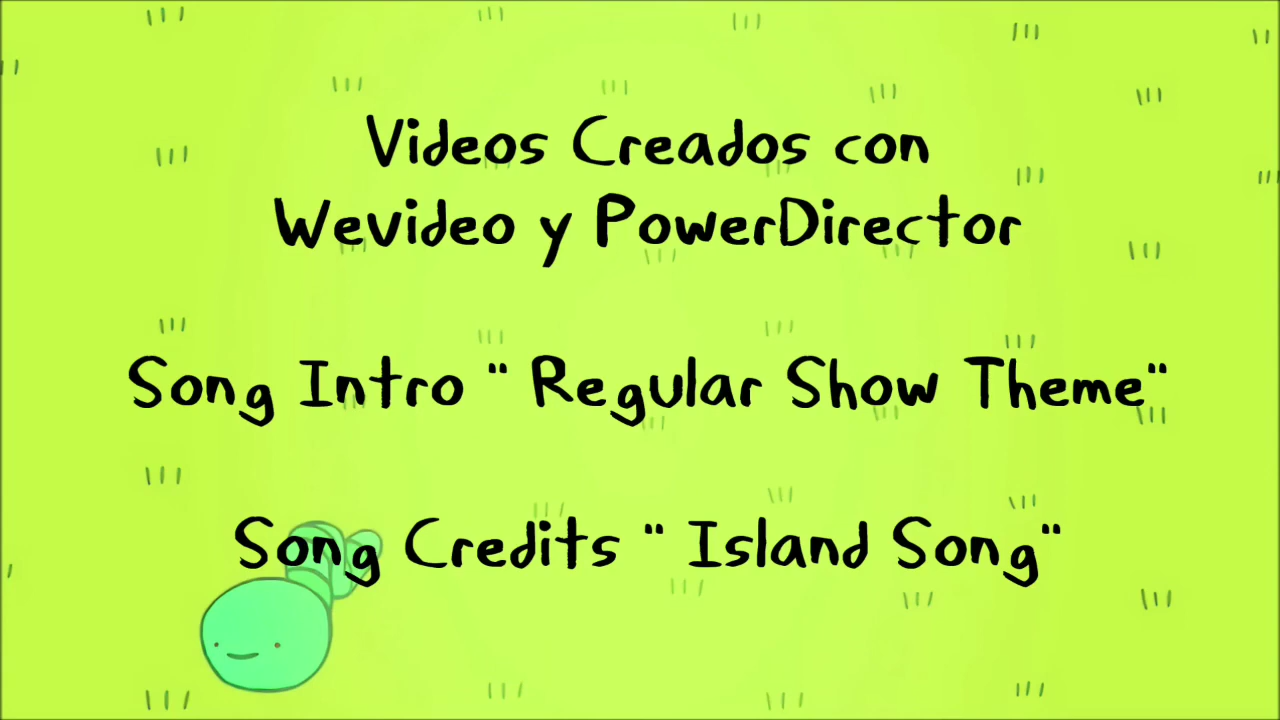 Videos Creados con
Wevideo y PowerDirector
Song Intro " Regular Show Theme"
Song Credits " Island Song"